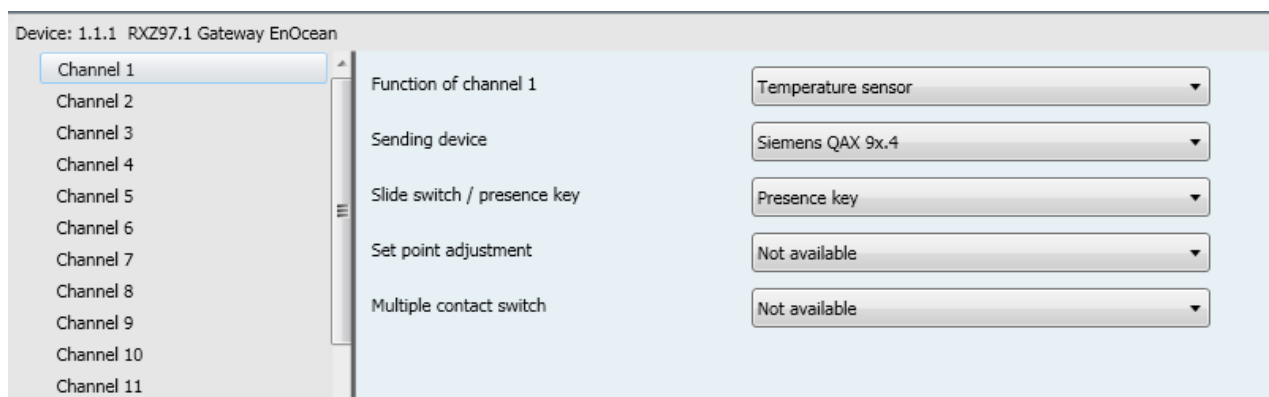 Device: 1.1.1 RXZ97.1 Gateway EnOcean
Channel 1
Channel 2
Channel 3
Channel 4
Channel 5
Channel 6
Channel 7
Channel 8
Channel 9
Channel 10
Channel 11
Function of channel 1 Temperature sensor
Sending device Siemens QAX 9x.4
Slide switch / presence key Presence key
Set point adjustment Not available
Multiple contact switch Not available